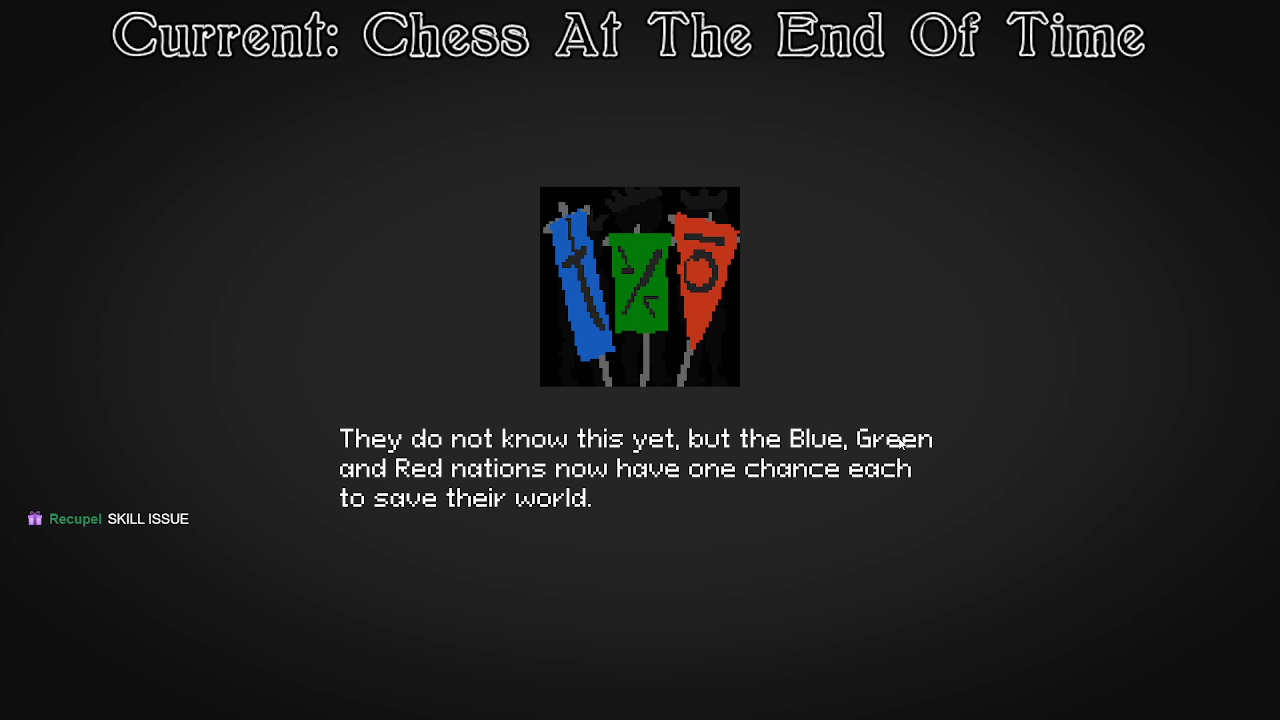 Current: Chess At The End Of Time
They do not know this yet, but the Blue, Green
and Red nations now have one chance each
to save their world.
Recupel SKILL ISSUE